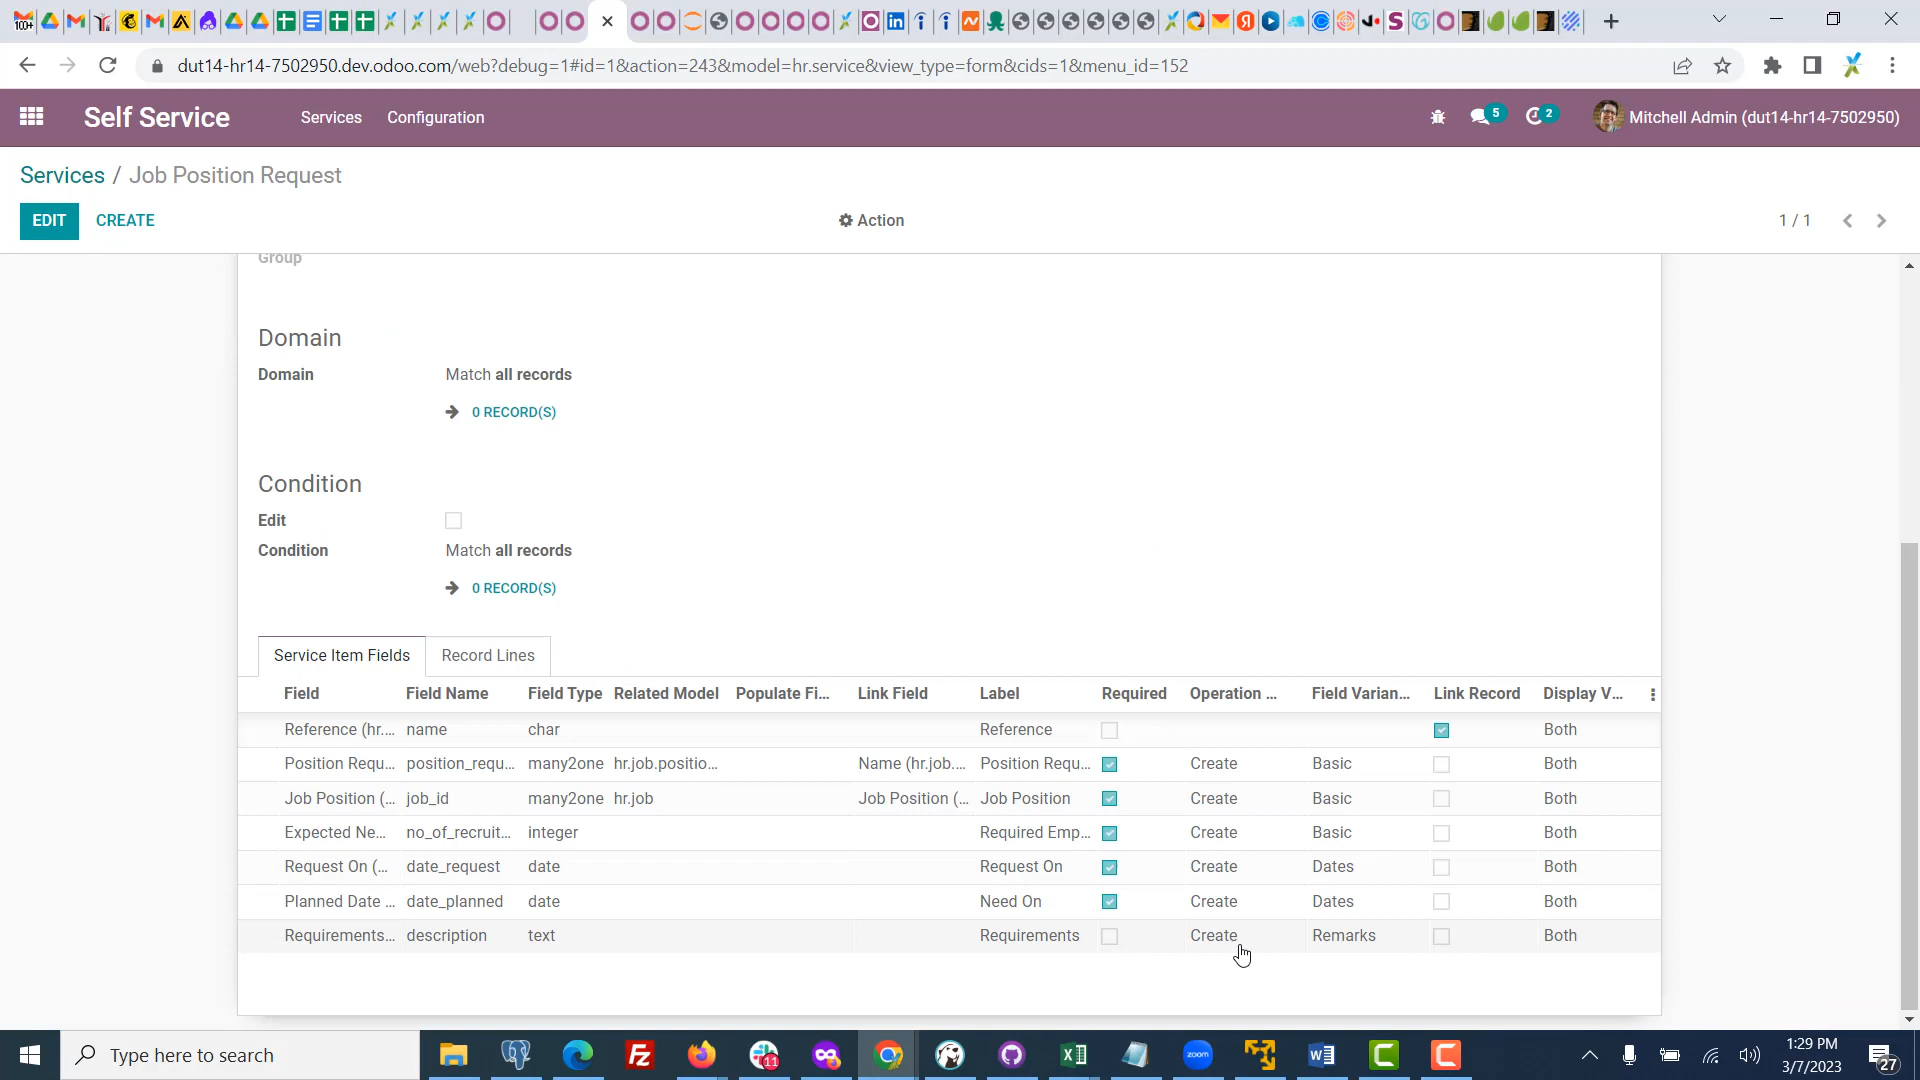 dut14-hr14-7502950.dev.odoo.com/web?debug=1#id=1&action=243&model=hr.service&view_type=form&cids=1&menu_id=152
Self Service
Services
Configuration
5
2
Mitchell Admin (dut14-hr14-7502950)
Services / Job Position Request
EDIT
CREATE
Action
1 / 1
Group
Domain
Domain
Match all records
0 RECORD(S)
Condition
Edit
Condition
Match all records
0 RECORD(S)
Service Item Fields
Record Lines
Field Field Name Field Type Related Model Populate Fi... Link Field Label Required Operation ... Field Varian... Link Record Display V...
Reference (hr.... name char Reference Both
Position Requ... position_requ... many2one hr.job.positio... Name (hr.job.... Position Requ... Create Basic Both
Job Position (... job_id many2one hr.job Job Position (... Job Position Create Basic Both
Expected Ne... no_of_recruit... integer Required Emp... Create Basic Both
Request On (... date_request date Request On Create Dates Both
Planned Date ... date_planned date Need On Create Dates Both
Requirements... description text Requirements Create Remarks Both
Type here to search
11
zoom
1:29 PM
3/7/2023
27